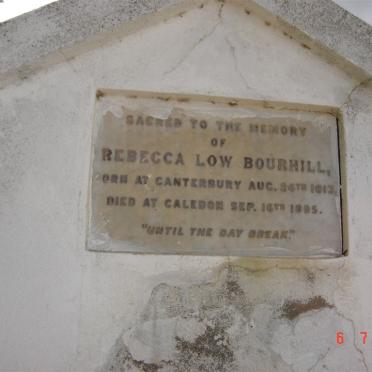 SACRED TO THE MEMORY
OF
REBECCA LOW BOURHILL,
BORN AT CANTERBURY AUG.
DIED AT CALEDON SEP. 16TH 1895.
"UNTIL THE DAY BREAK."
6 7